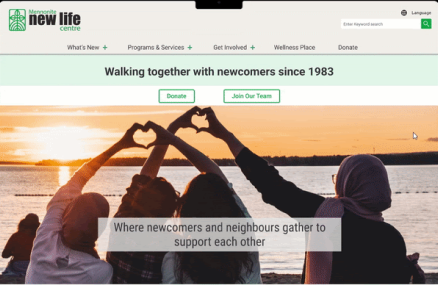 Mennonite
new life
centre
Language
Enter Keyword search
What's New +
Programs & Services +
Get Involved +
Wellness Place
Donate
Walking together with newcomers since 1983
Donate
Join Our Team
Where newcomers and neighbours gather to
support each other